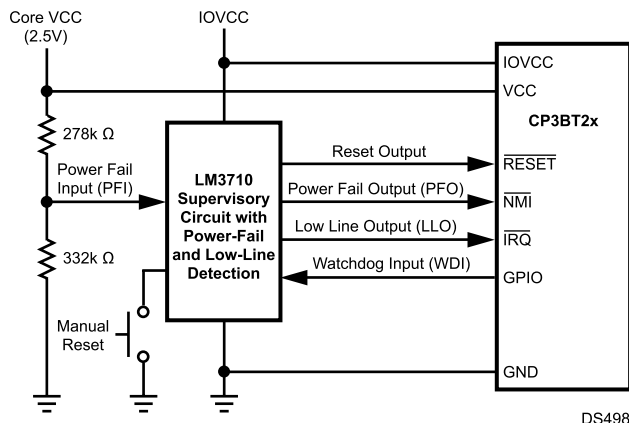 Core VCC
(2.5V)
IOVCC
IOVCC
VCC
CP3BT2x
278k Ω
Power Fail
Input (PFI)
332k Ω
LM3710
Supervisory
Circuit with
Power-Fail
and Low-Line
Detection
Reset Output
RESET
Power Fail Output (PFO)
NMI
Low Line Output (LLO)
IRQ
Watchdog Input (WDI)
GPIO
Manual
Reset
GND
DS498